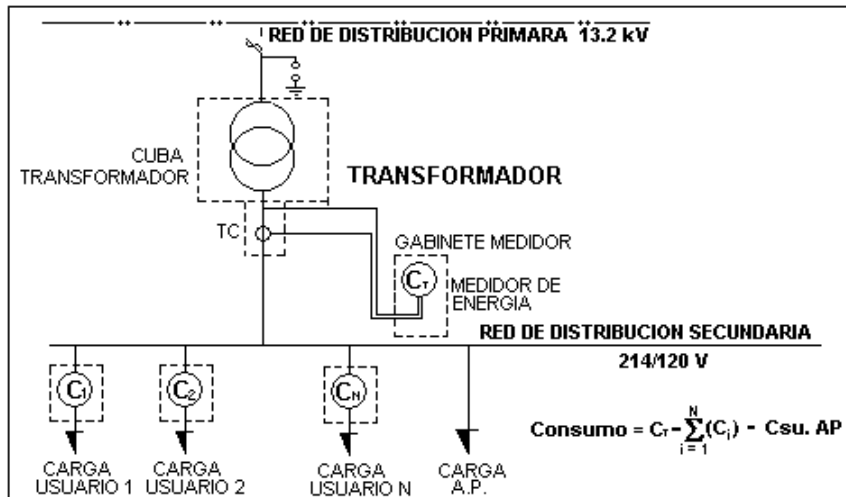 RED DE DISTRIBUCION PRIMARA 13.2 kV
CUBA
TRANSFORMADOR
TRANSFORMADOR
TC
GABINETE MEDIDOR
CT
MEDIDOR DE
ENERGIA
RED DE DISTRIBUCION SECUNDARIA
214/120 V
C1
C2
CN
Consumo = CT - N∑i = 1 (Ci) - Csu. AP
CARGA
USUARIO 1
CARGA
USUARIO 2
CARGA
USUARIO N
CARGA
A.P.